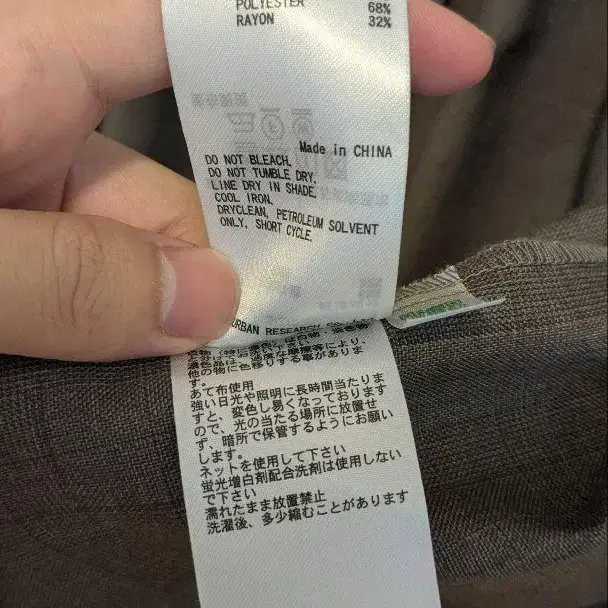 POLYESTER 68%
RAYON 32%
Made in CHINA
DO NOT BLEACH.
DO NOT TUMBLE DRY.
LINE DRY IN SHADE.
COOL IRON.
DRYCLEAN, PETROLEUM SOLVENT
ONLY, SHORT CYCLE.
URBAN RESEARCH
他の物に色移りする事がありま
す。
あて布使用
強い日光や照明に長時間当たりま
すと、変色し易くなっております
ので、光の当たる場所に放置せ
ず、暗所で保管するようにお願い
します。
ネットを使用して下さい
蛍光増白剤配合洗剤は使用しない
で下さい
濡れたまま放置禁止
洗濯後、多少縮むことがあります